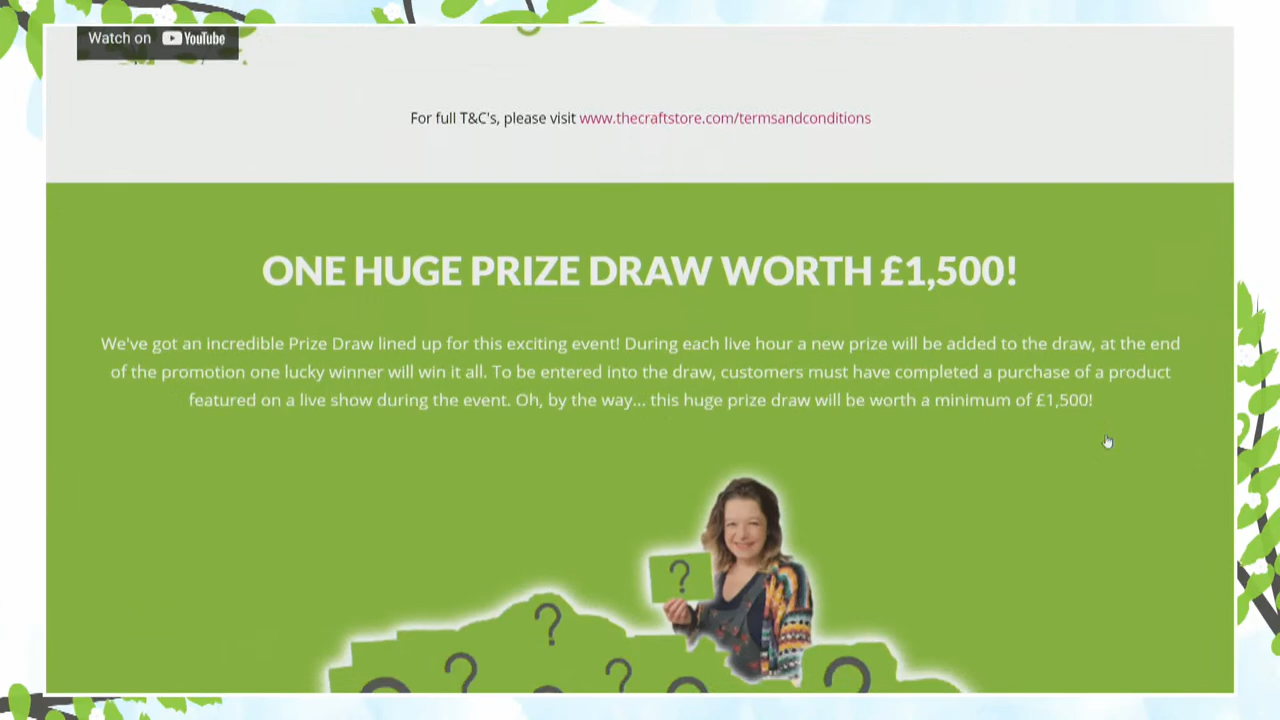 Watch on YouTube
For full T&C's, please visit www.thecraftstore.com/termsandconditions
ONE HUGE PRIZE DRAW WORTH £1,500!
We've got an incredible Prize Draw lined up for this exciting event! During each live hour a new prize will be added to the draw, at the end
of the promotion one lucky winner will win it all. To be entered into the draw, customers must have completed a purchase of a product
featured on a live show during the event. Oh, by the way... this huge prize draw will be worth a minimum of £1,500!
?
?
?
?
?